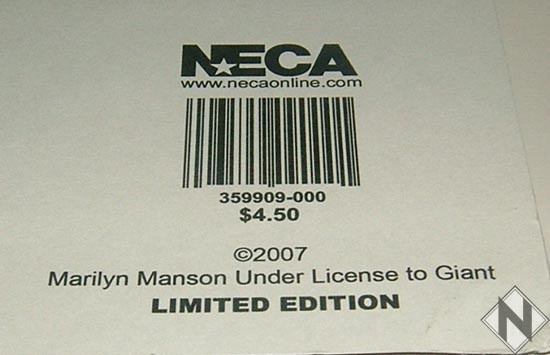 NECA
www.necaonline.com
359909-000
$4.50
©2007
Marilyn Manson Under License to Giant
LIMITED EDITION
N